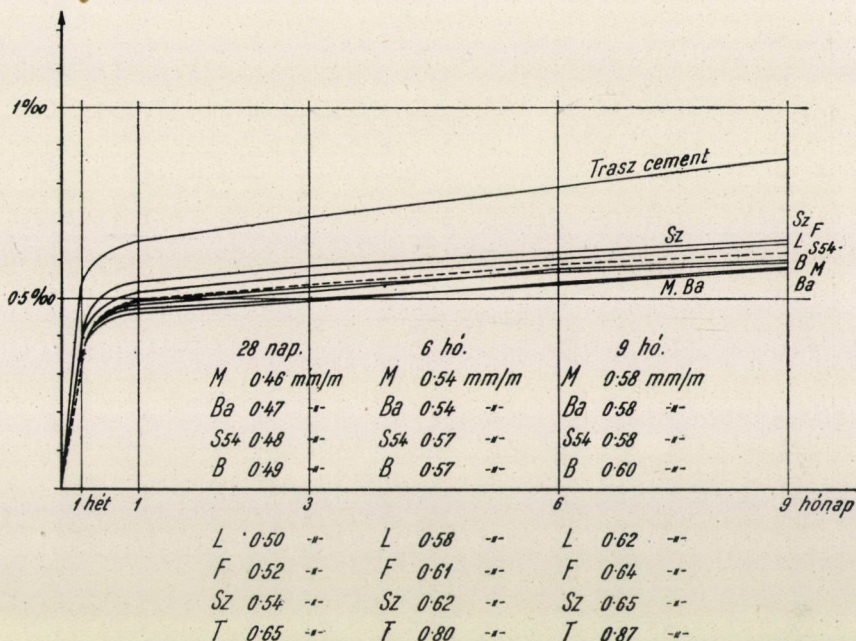 1‰
Trasz cement
Sz
Sz F
L S54-
B M
Ba
0.5‰
M. Ba
28 nap. 6 hó. 9 hó.
M 0·46 mm/m M 0·54 mm/m M 0·58 mm/m
Ba 0·47 -"- Ba 0·54 -"- Ba 0·58 -"-
S54 0·48 -"- S54 0·57 -"- S54 0·58 -"-
B 0·49 -"- B 0·57 -"- B 0·60 -"-
1 hét 1 3 6 9 hónap
L 0·50 -"- L 0·58 -"- L 0·62 -"-
F 0·52 -"- F 0·61 -"- F 0·64 -"-
Sz 0·54 -"- Sz 0·62 -"- Sz 0·65 -"-
T 0·65 -"- T 0·80 -"- T 0·87 -"-